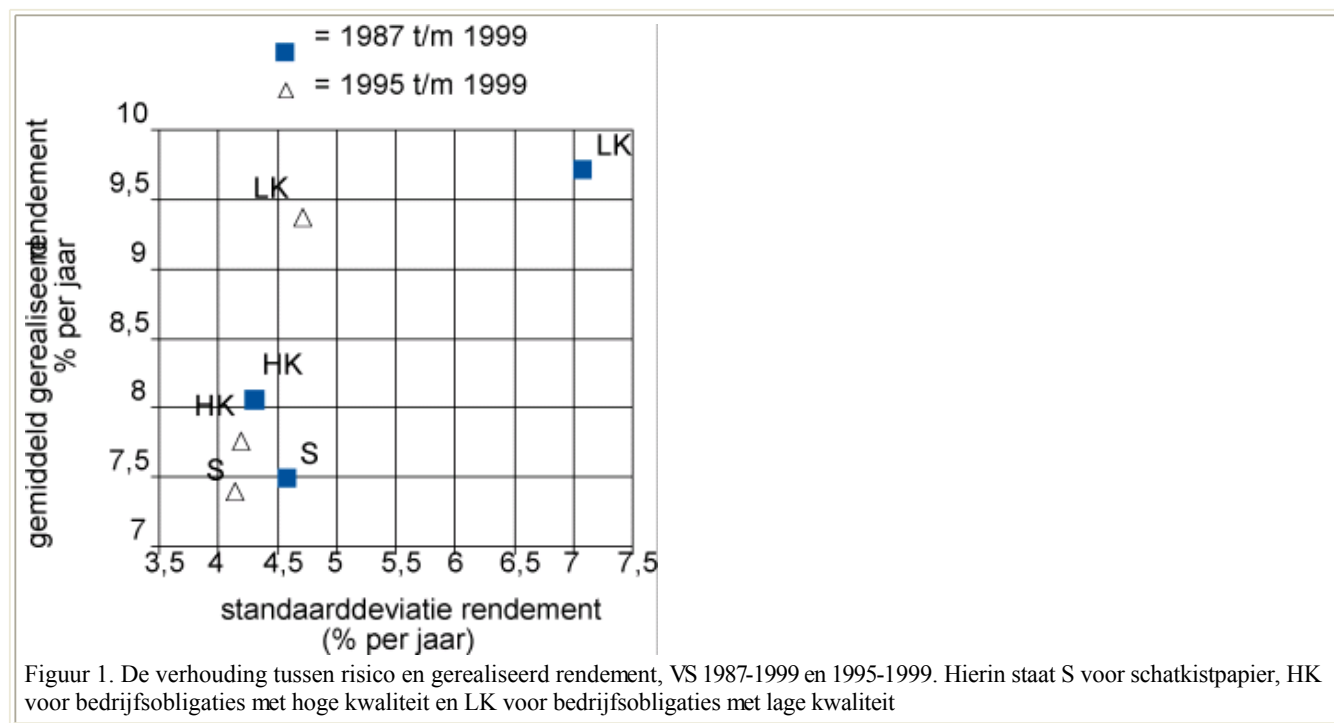 = 1987 t/m 1999
= 1995 t/m 1999
gemiddeld gerealiseerd rendement
% per jaar
10
9,5
9
8,5
8
7,5
7
LK
LK
HK
HK
S
S
3,5 4 4,5 5 5,5 6 6,5 7 7,5
standaarddeviatie rendement
(% per jaar)
Figuur 1. De verhouding tussen risico en gerealiseerd rendement, VS 1987-1999 en 1995-1999. Hierin staat S voor schatkistpapier, HK
voor bedrijfsobligaties met hoge kwaliteit en LK voor bedrijfsobligaties met lage kwaliteit